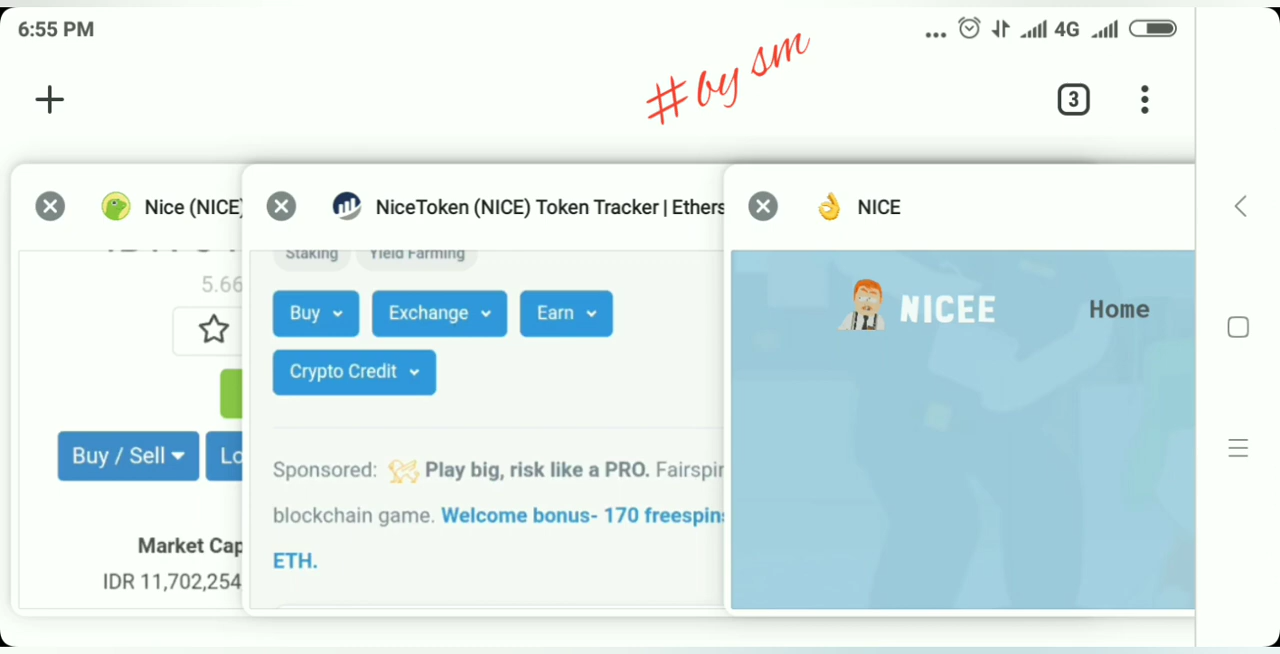 6:55 PM
4G
#by sm
3
Nice (NICE)
NiceToken (NICE) Token Tracker | Ethers
NICE
5.66
Buy / Sell
Lo
Market Cap
IDR 11,702,254
Staking
Yield Farming
Buy
Exchange
Earn
Crypto Credit
Sponsored: Play big, risk like a PRO. Fairspin
blockchain game. Welcome bonus- 170 freespins
ETH.
NICEE
Home